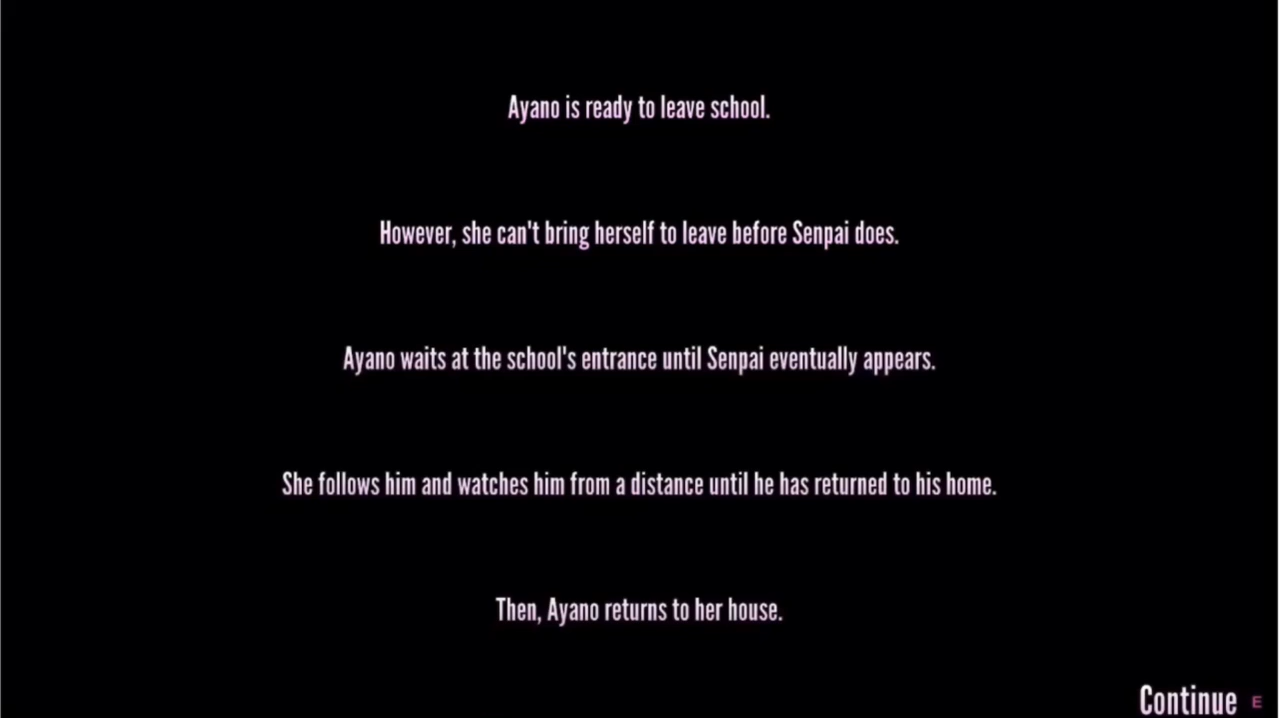 Ayano is ready to leave school.
However, she can't bring herself to leave before Senpai does.
Ayano waits at the school's entrance until Senpai eventually appears.
She follows him and watches him from a distance until he has returned to his home.
Then, Ayano returns to her house.
Continue E